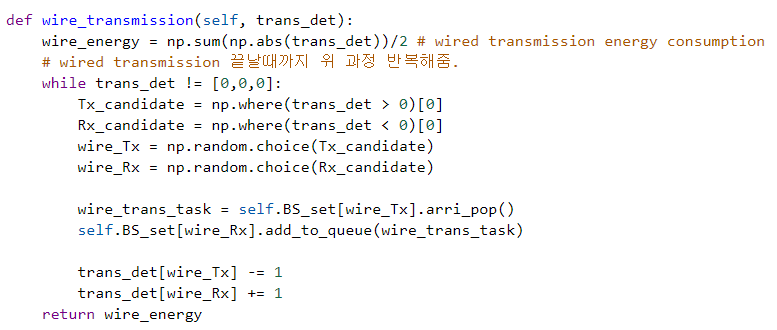 def wire_transmission(self, trans_det):
    wire_energy = np.sum(np.abs(trans_det))/2 # wired transmission energy consumption
    # wired transmission 끝날때까지 위 과정 반복해줌.
    while trans_det != [0,0,0]:
        Tx_candidate = np.where(trans_det > 0)[0]
        Rx_candidate = np.where(trans_det < 0)[0]
        wire_Tx = np.random.choice(Tx_candidate)
        wire_Rx = np.random.choice(Rx_candidate)

        wire_trans_task = self.BS_set[wire_Tx].arri_pop()
        self.BS_set[wire_Rx].add_to_queue(wire_trans_task)

        trans_det[wire_Tx] -= 1
        trans_det[wire_Rx] += 1
    return wire_energy